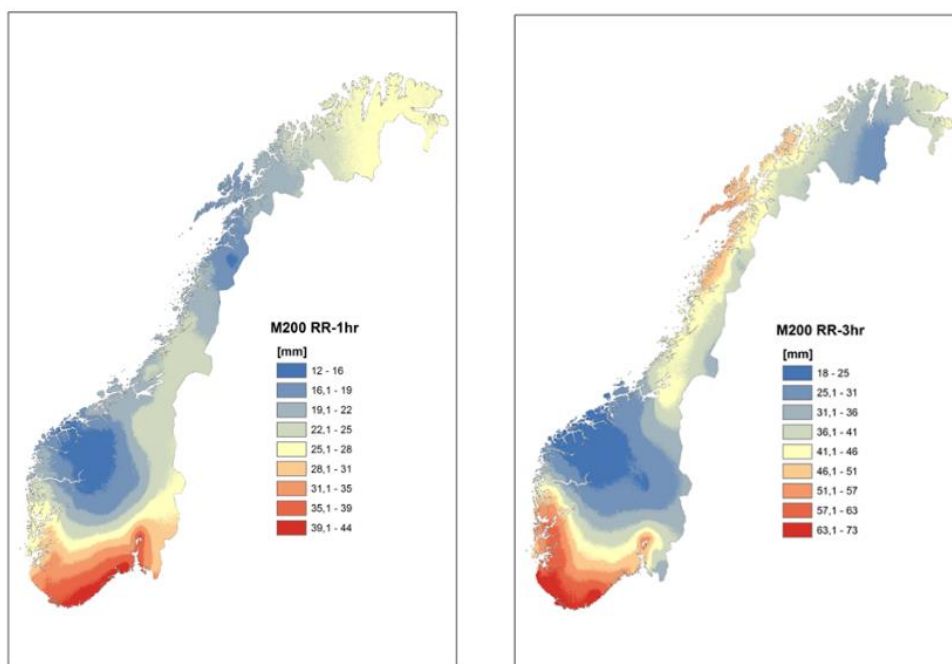 M200 RR-1hr
[mm]
12 - 16
16,1 - 19
19,1 - 22
22,1 - 25
25,1 - 28
28,1 - 31
31,1 - 35
35,1 - 39
39,1 - 44
M200 RR-3hr
[mm]
18 - 25
25,1 - 31
31,1 - 36
36,1 - 41
41,1 - 46
46,1 - 51
51,1 - 57
57,1 - 63
63,1 - 73